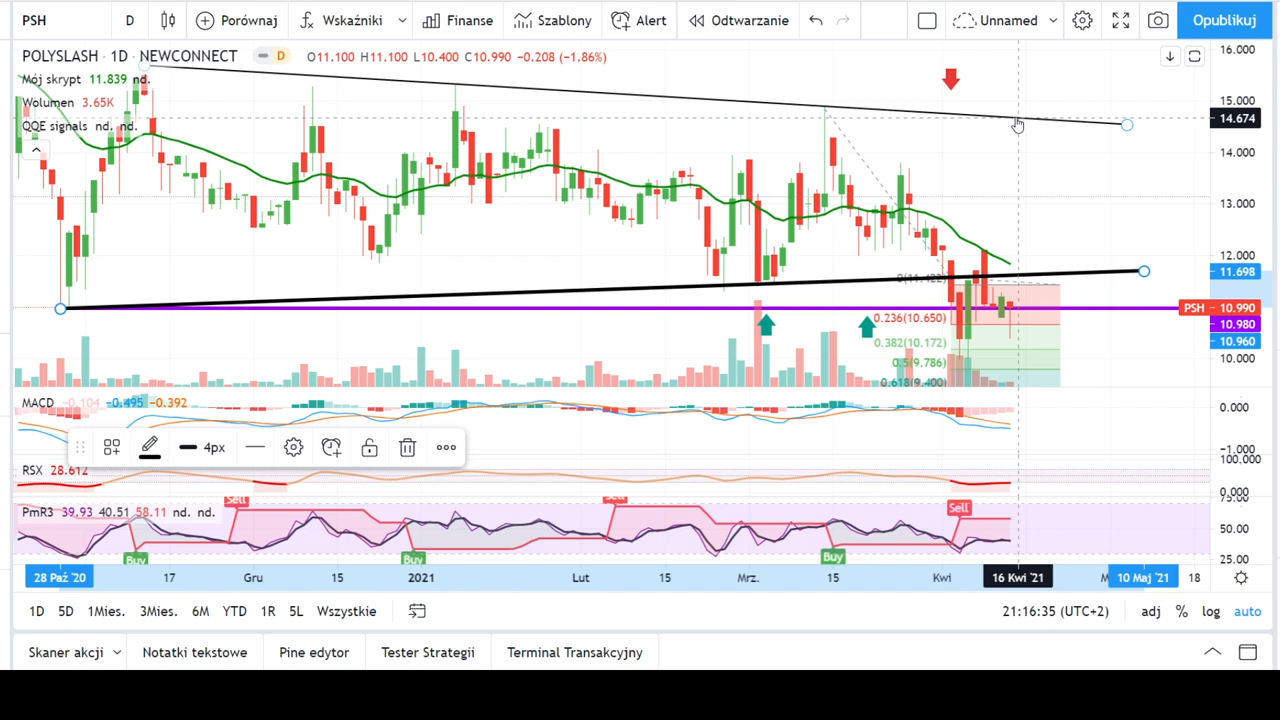 PSH D Porównaj Wskaźniki Finanse Szablony Alert Odtwarzanie Unnamed Opublikuj
POLYSLASH · 1D · NEWCONNECT D O11.100 H11.100 L10.400 C10.990 −0.208 (−1.86%)
Mój skrypt 11.839 nd.
Wolumen 3.65K
QQE signals nd. nd.
16.000
15.000
14.674
14.000
13.000
12.000
11.698
PSH 10.990
10.980
10.960
10.000
0(11.422)
0.236(10.650)
0.382(10.172)
0.5(9.786)
0.618(9.400)
MACD −0.104 −0.495 −0.392
0.000
−1.000
4px
RSX 28.612
100.000
0.000
PmR3 39.93 40.51 58.11 nd. nd.
Sell
Sell
Sell
50.00
25.00
Buy
Buy
Buy
28 Paź '20 17 Gru 15 2021 Lut 15 Mrz. 15 Kwi 16 Kwi '21 10 Maj '21 18
1D 5D 1Mies. 3Mies. 6M YTD 1R 5L Wszystkie 21:16:35 (UTC+2) adj % log auto
Skaner akcji Notatki tekstowe Pine edytor Tester Strategii Terminal Transakcyjny